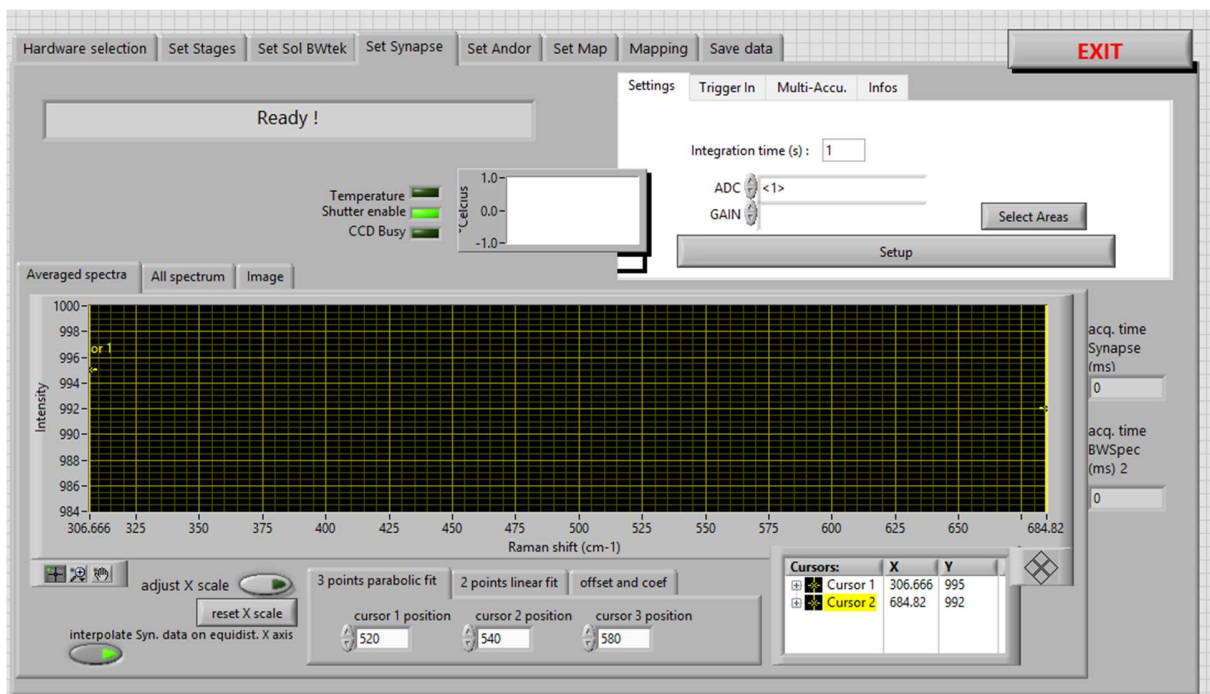 Hardware selection Set Stages Set Sol BWtek Set Synapse Set Andor Set Map Mapping Save data
EXIT
Settings Trigger In Multi-Accu. Infos
Ready !
Integration time (s) : 1
ADC <1>
GAIN
Select Areas
Setup
Temperature
Shutter enable
CCD Busy
°Celcius
1.0
0.0
-1.0
Averaged spectra All spectrum Image
Intensity
1000
998
996
994
992
990
988
986
984
or 1
306.666 325 350 375 400 425 450 475 500 525 550 575 600 625 650 684.82
Raman shift (cm-1)
acq. time
Synapse
(ms)
0
acq. time
BWSpec
(ms) 2
0
adjust X scale
reset X scale
interpolate Syn. data on equidist. X axis
3 points parabolic fit 2 points linear fit offset and coef
cursor 1 position cursor 2 position cursor 3 position
520 540 580
Cursors: X Y
Cursor 1 306.666 995
Cursor 2 684.82 992